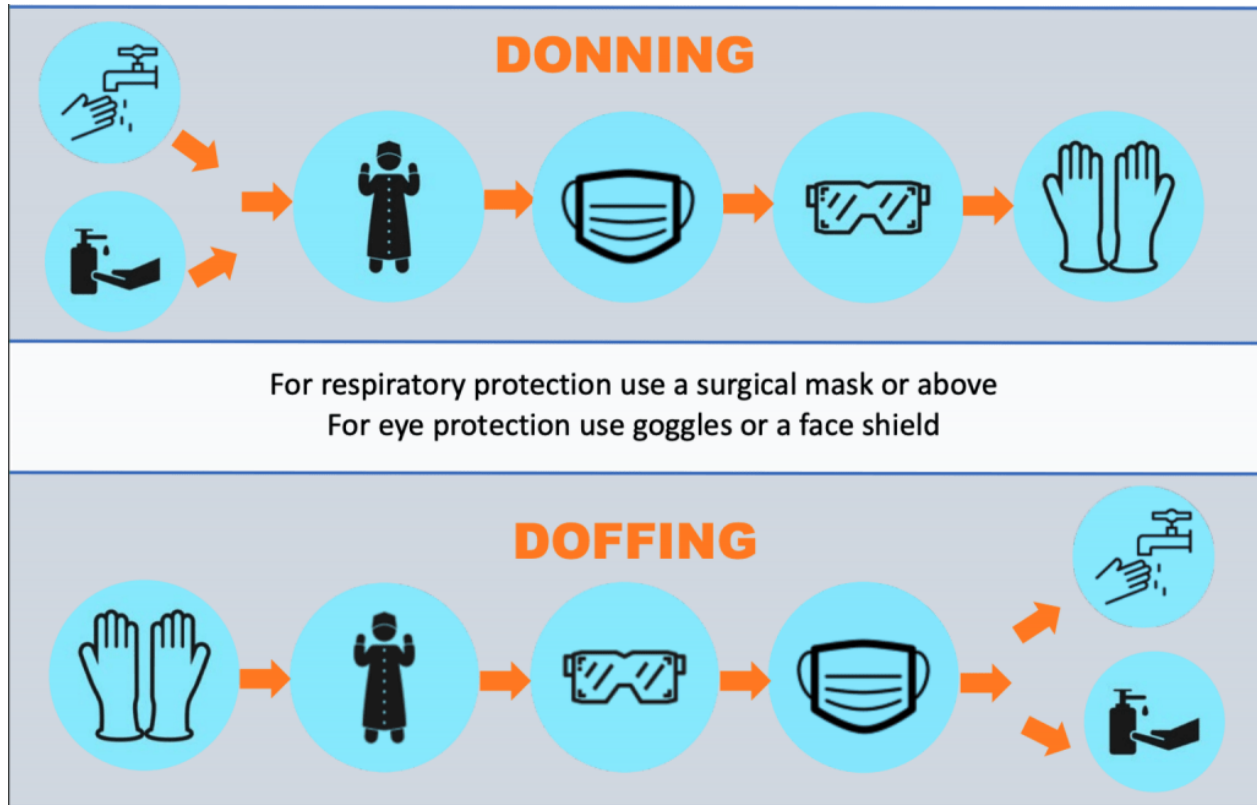 DONNING
For respiratory protection use a surgical mask or above
For eye protection use goggles or a face shield
DOFFING